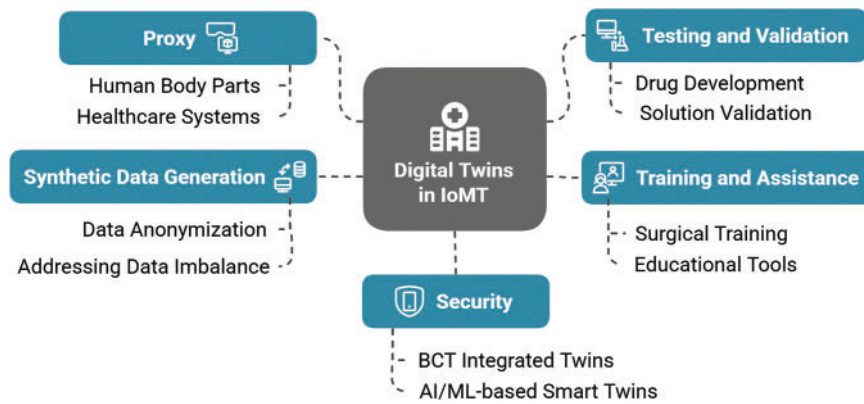 Proxy
Human Body Parts
Healthcare Systems
Synthetic Data Generation
Data Anonymization
Addressing Data Imbalance
Digital Twins
in IoMT
Security
BCT Integrated Twins
AI/ML-based Smart Twins
Testing and Validation
Drug Development
Solution Validation
Training and Assistance
Surgical Training
Educational Tools